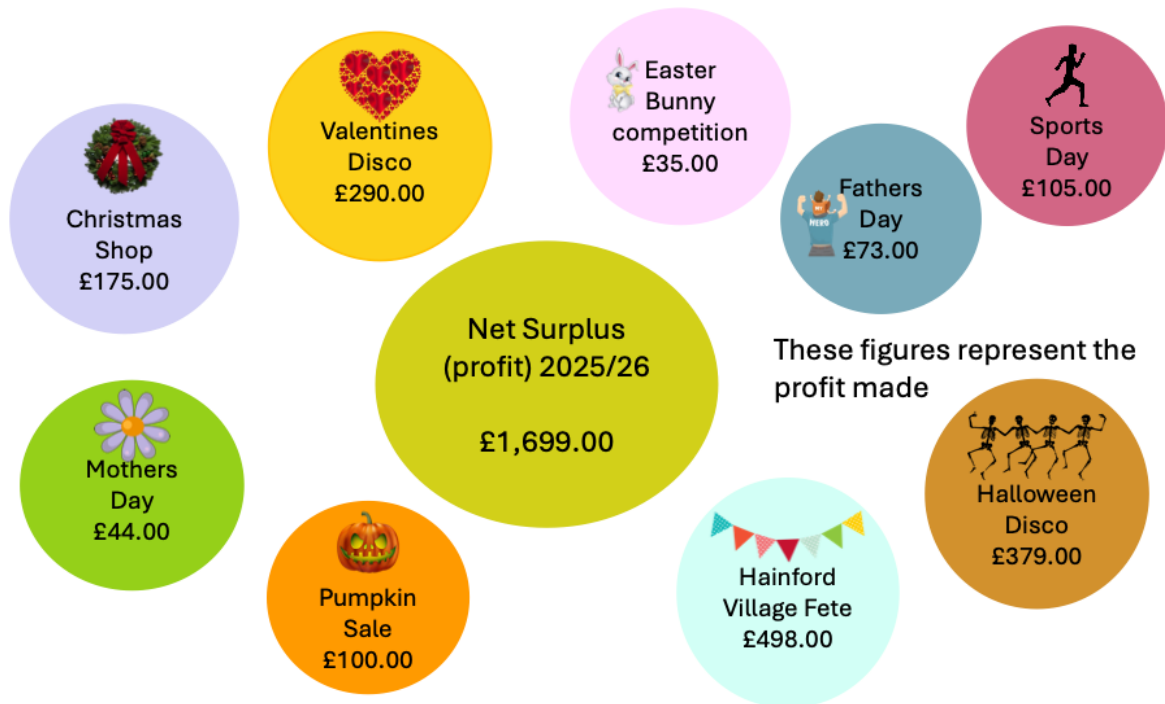 Christmas
Shop
£175.00
Valentines
Disco
£290.00
Easter
Bunny
competition
£35.00
Fathers
Day
£73.00
Sports
Day
£105.00
Net Surplus
(profit) 2025/26
£1,699.00
These figures represent the
profit made
Mothers
Day
£44.00
Pumpkin
Sale
£100.00
Hainford
Village Fete
£498.00
Halloween
Disco
£379.00
MY
HERO